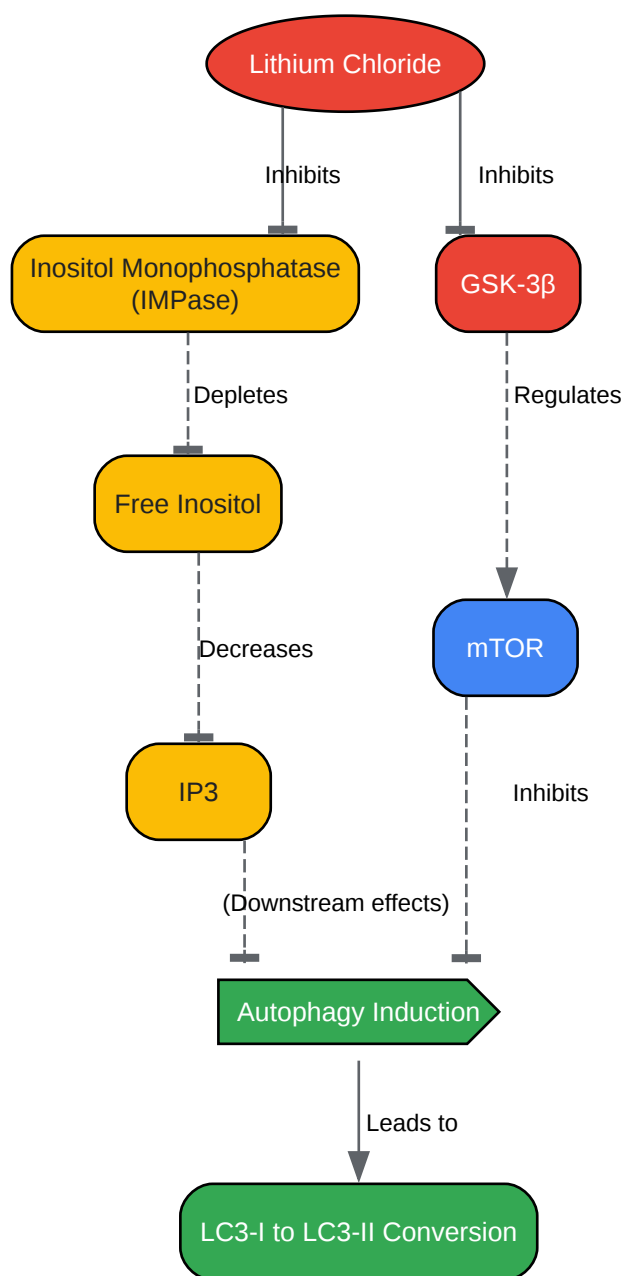 Lithium Chloride
Inhibits
Inhibits
Inositol Monophosphatase
(IMPase)
GSK-3β
Depletes
Regulates
Free Inositol
Decreases
mTOR
IP3
Inhibits
(Downstream effects)
Autophagy Induction
Leads to
LC3-I to LC3-II Conversion